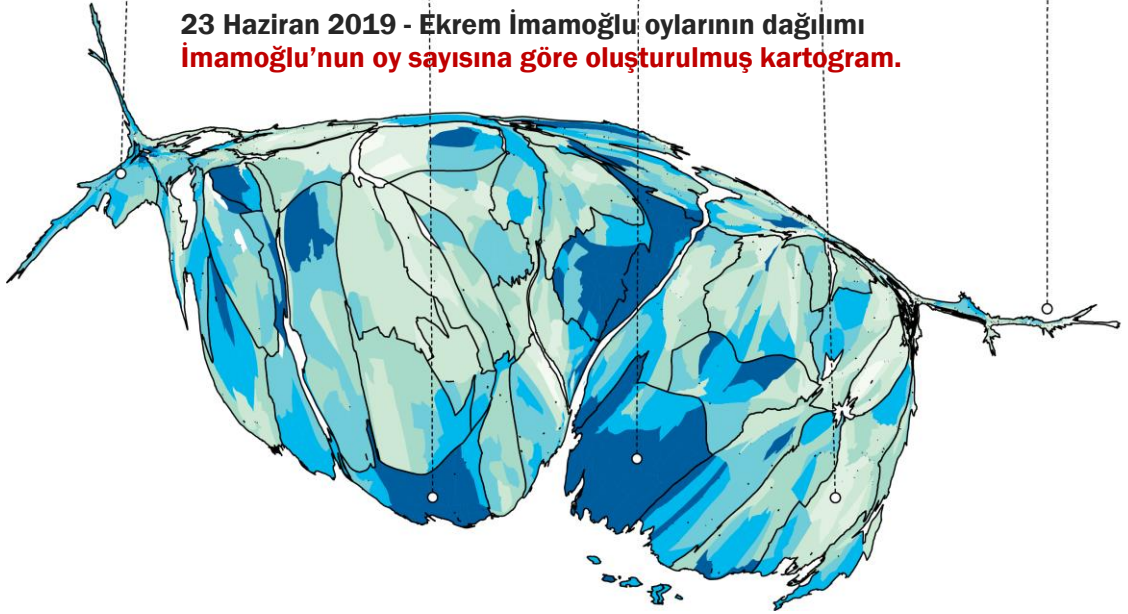 23 Haziran 2019 - Ekrem İmamoğlu oylarının dağılımı
İmamoğlu’nun oy sayısına göre oluşturulmuş kartogram.